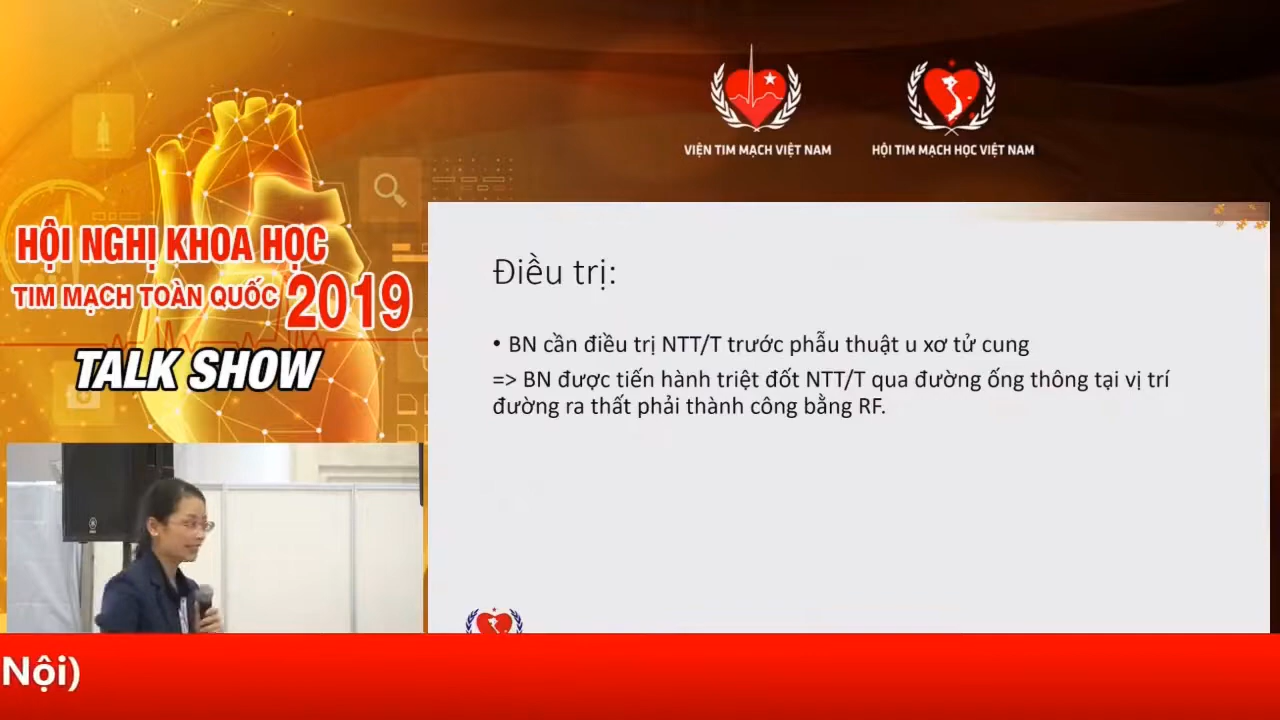 VIỆN TIM MẠCH VIỆT NAM
HỘI TIM MẠCH HỌC VIỆT NAM
HỘI NGHỊ KHOA HỌC
TIM MẠCH TOÀN QUỐC 2019
TALK SHOW
Điều trị:
• BN cần điều trị NTT/T trước phẫu thuật u xơ tử cung
=> BN được tiến hành triệt đốt NTT/T qua đường ống thông tại vị trí
đường ra thất phải thành công bằng RF.
Nội)